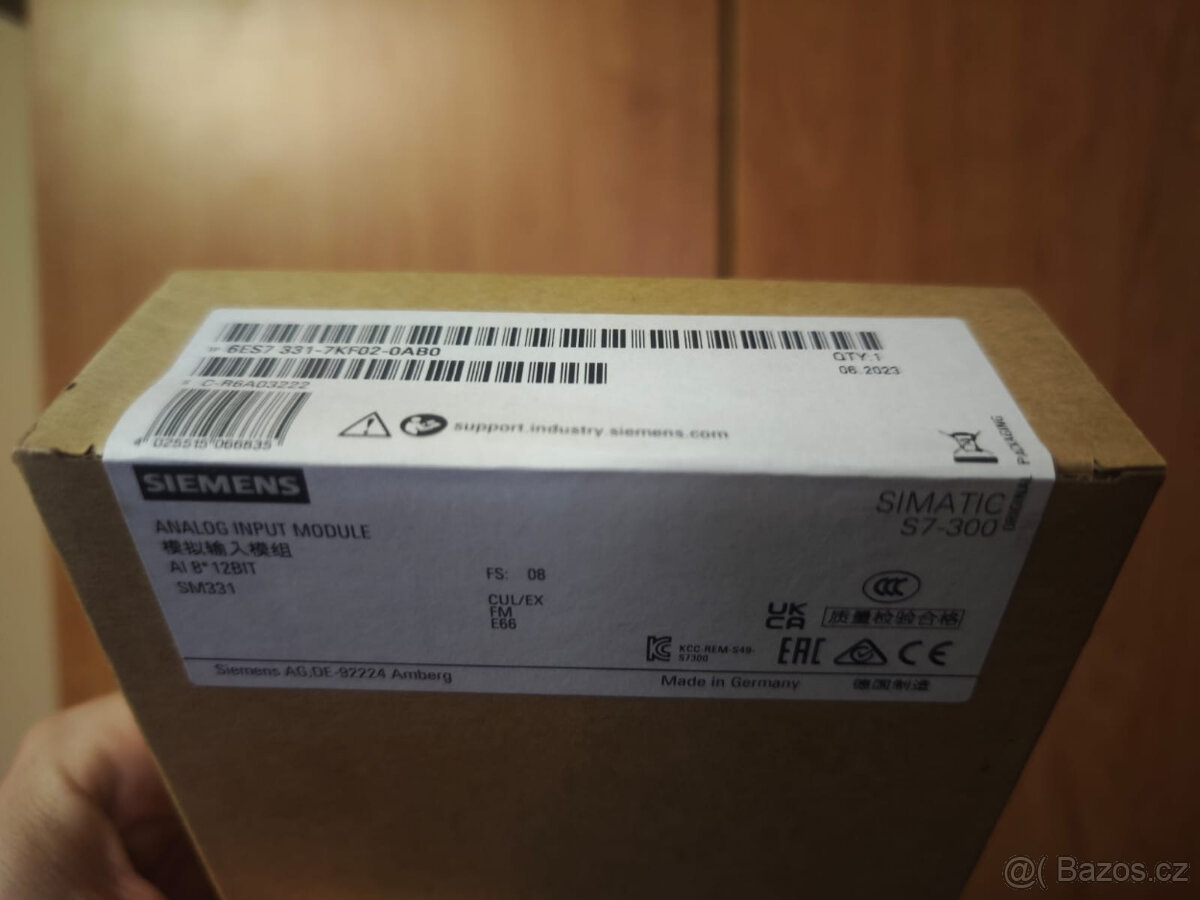 6ES7 331-7KF02-0AB0
QTY:1
06.2023
C-R6A03222
4 025515 066835
support.industry.siemens.com
ORIGINAL PACKAGING
SIEMENS
SIMATIC
S7-300
ANALOG INPUT MODULE
模拟输入模组
AI 8*12BIT
SM331
FS: 08
CUL/EX
FM
E66
CCC
UK
CA
质量检验合格
KCC-REM-S49-
S7300
EAC
CE
Siemens AG,DE-92224 Amberg
Made in Germany
德国制造
@( Bazos.cz